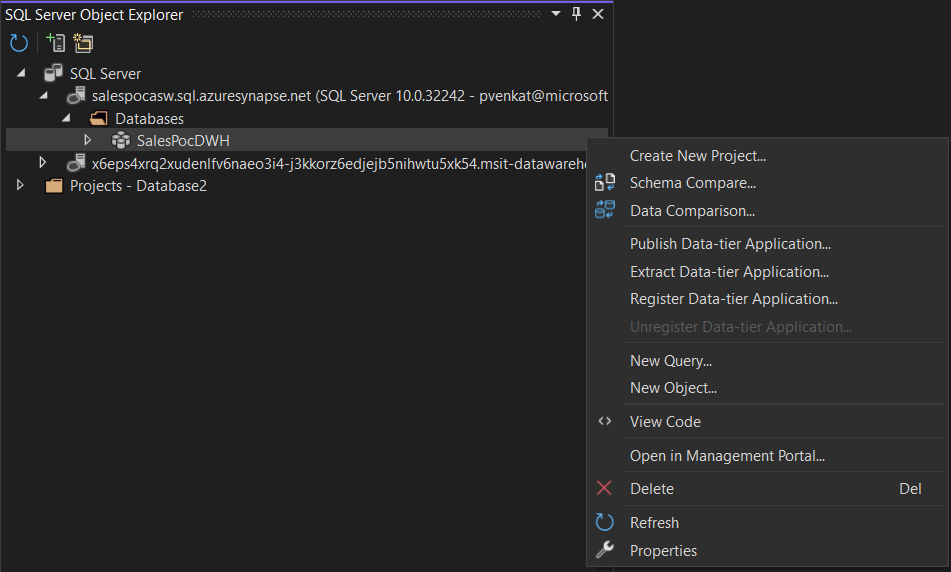 SQL Server Object Explorer
SQL Server
salespocasw.sql.azuresynapse.net (SQL Server 10.0.32242 - pvenkat@microsoft
Databases
SalesPocDWH
x6eps4xrq2xudenlfv6naeo3i4-j3kkorz6edjejb5nihwtu5xk54.msit-datawareho
Projects - Database2
Create New Project...
Schema Compare...
Data Comparison...
Publish Data-tier Application...
Extract Data-tier Application...
Register Data-tier Application...
Unregister Data-tier Application...
New Query...
New Object...
View Code
Open in Management Portal...
Delete Del
Refresh
Properties